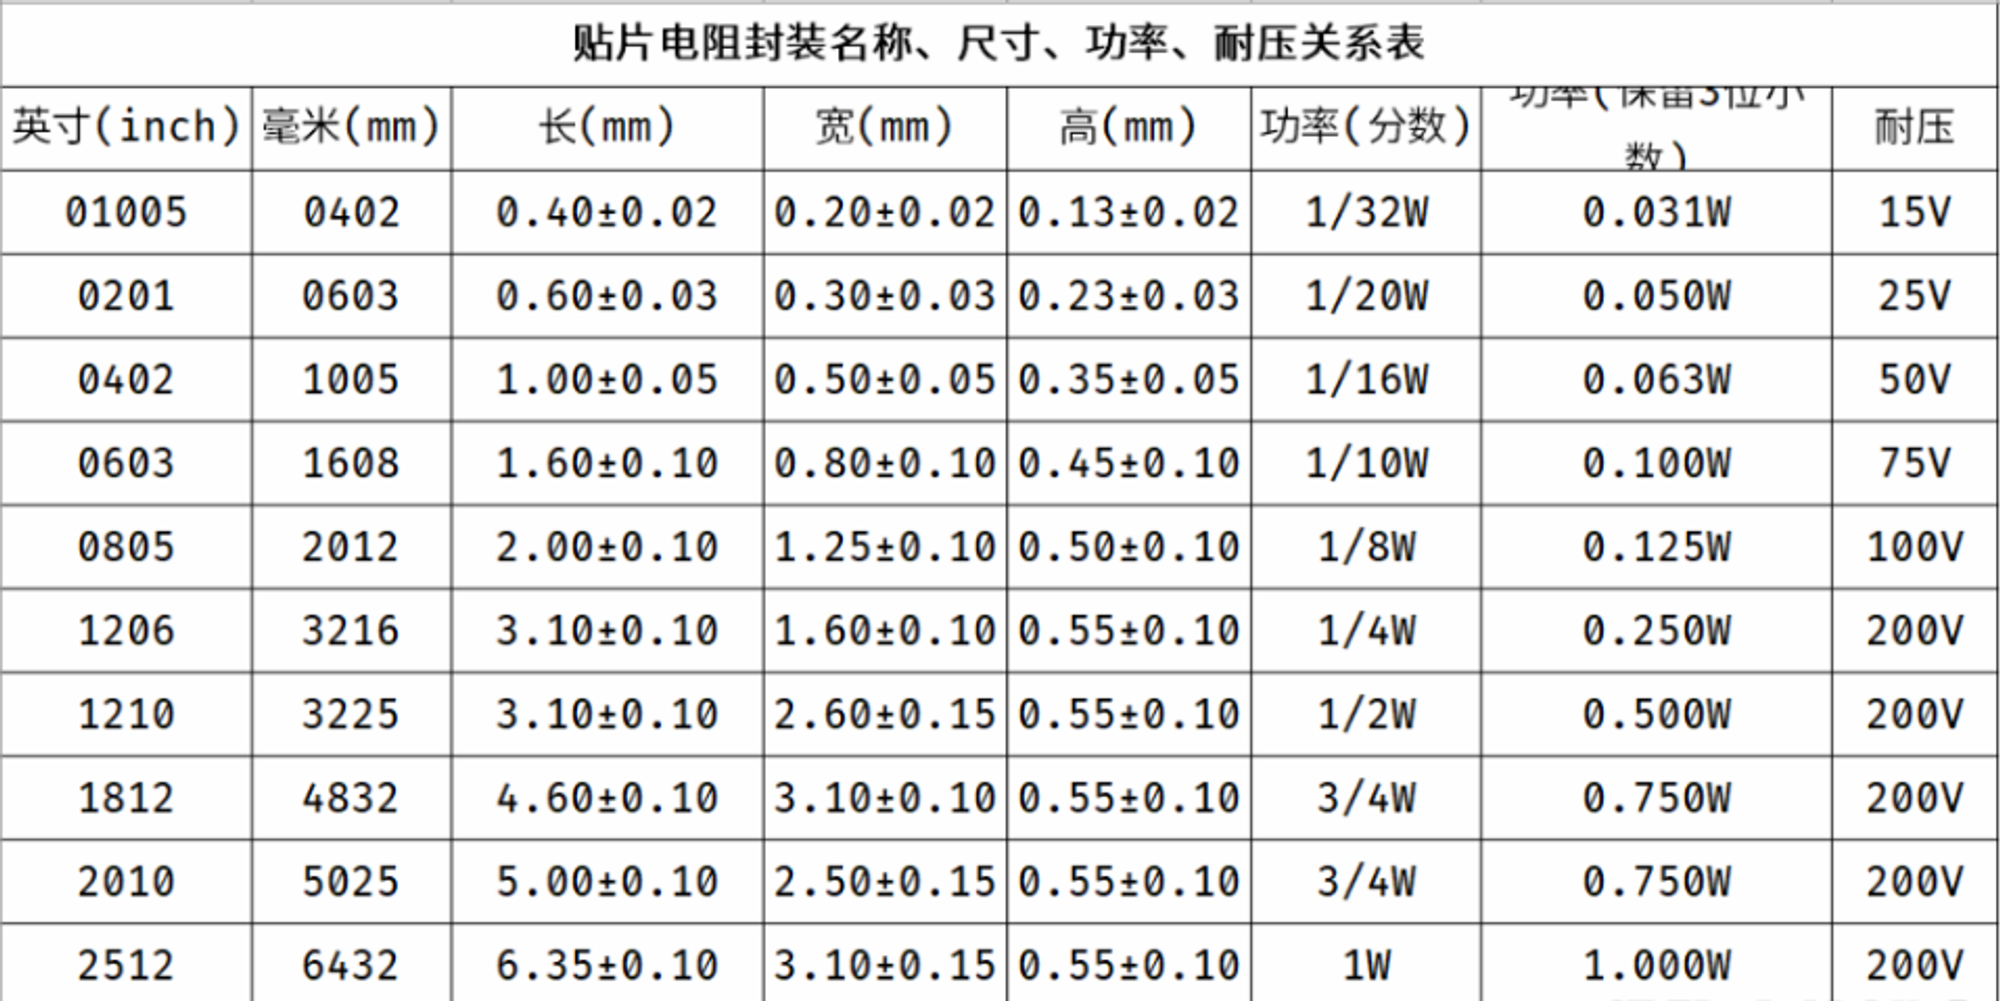 贴片电阻封装名称、尺寸、功率、耐压关系表
英寸(inch) 毫米(mm) 长(mm) 宽(mm) 高(mm) 功率(分数) 功率(保留3位小数) 耐压
01005 0402 0.40±0.02 0.20±0.02 0.13±0.02 1/32W 0.031W 15V
0201 0603 0.60±0.03 0.30±0.03 0.23±0.03 1/20W 0.050W 25V
0402 1005 1.00±0.05 0.50±0.05 0.35±0.05 1/16W 0.063W 50V
0603 1608 1.60±0.10 0.80±0.10 0.45±0.10 1/10W 0.100W 75V
0805 2012 2.00±0.10 1.25±0.10 0.50±0.10 1/8W 0.125W 100V
1206 3216 3.10±0.10 1.60±0.10 0.55±0.10 1/4W 0.250W 200V
1210 3225 3.10±0.10 2.60±0.15 0.55±0.10 1/2W 0.500W 200V
1812 4832 4.60±0.10 3.10±0.10 0.55±0.10 3/4W 0.750W 200V
2010 5025 5.00±0.10 2.50±0.15 0.55±0.10 3/4W 0.750W 200V
2512 6432 6.35±0.10 3.10±0.15 0.55±0.10 1W 1.000W 200V